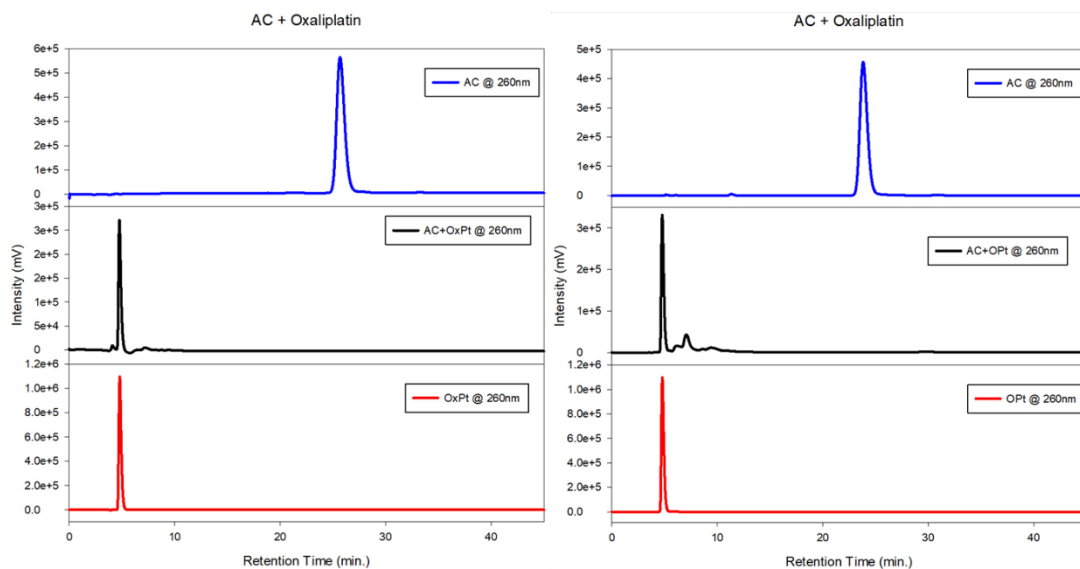 AC + Oxaliplatin
6e+5
5e+5
4e+5
3e+5
2e+5
1e+5
0
AC @ 260nm
3e+5
2e+5
2e+5
1e+5
5e+4
0
AC+OxPt @ 260nm
Intensity (mV)
1.2e+6
1.0e+6
8.0e+5
6.0e+5
4.0e+5
2.0e+5
0.0
OxPt @ 260nm
0 10 20 30 40
Retention Time (min.)
AC + Oxaliplatin
5e+5
4e+5
3e+5
2e+5
1e+5
0
AC @ 260nm
3e+5
2e+5
1e+5
0
AC+OPt @ 260nm
Intensity (mV)
1.2e+6
1.0e+6
8.0e+5
6.0e+5
4.0e+5
2.0e+5
0.0
OPt @ 260nm
0 10 20 30 40
Retention Time (min.)